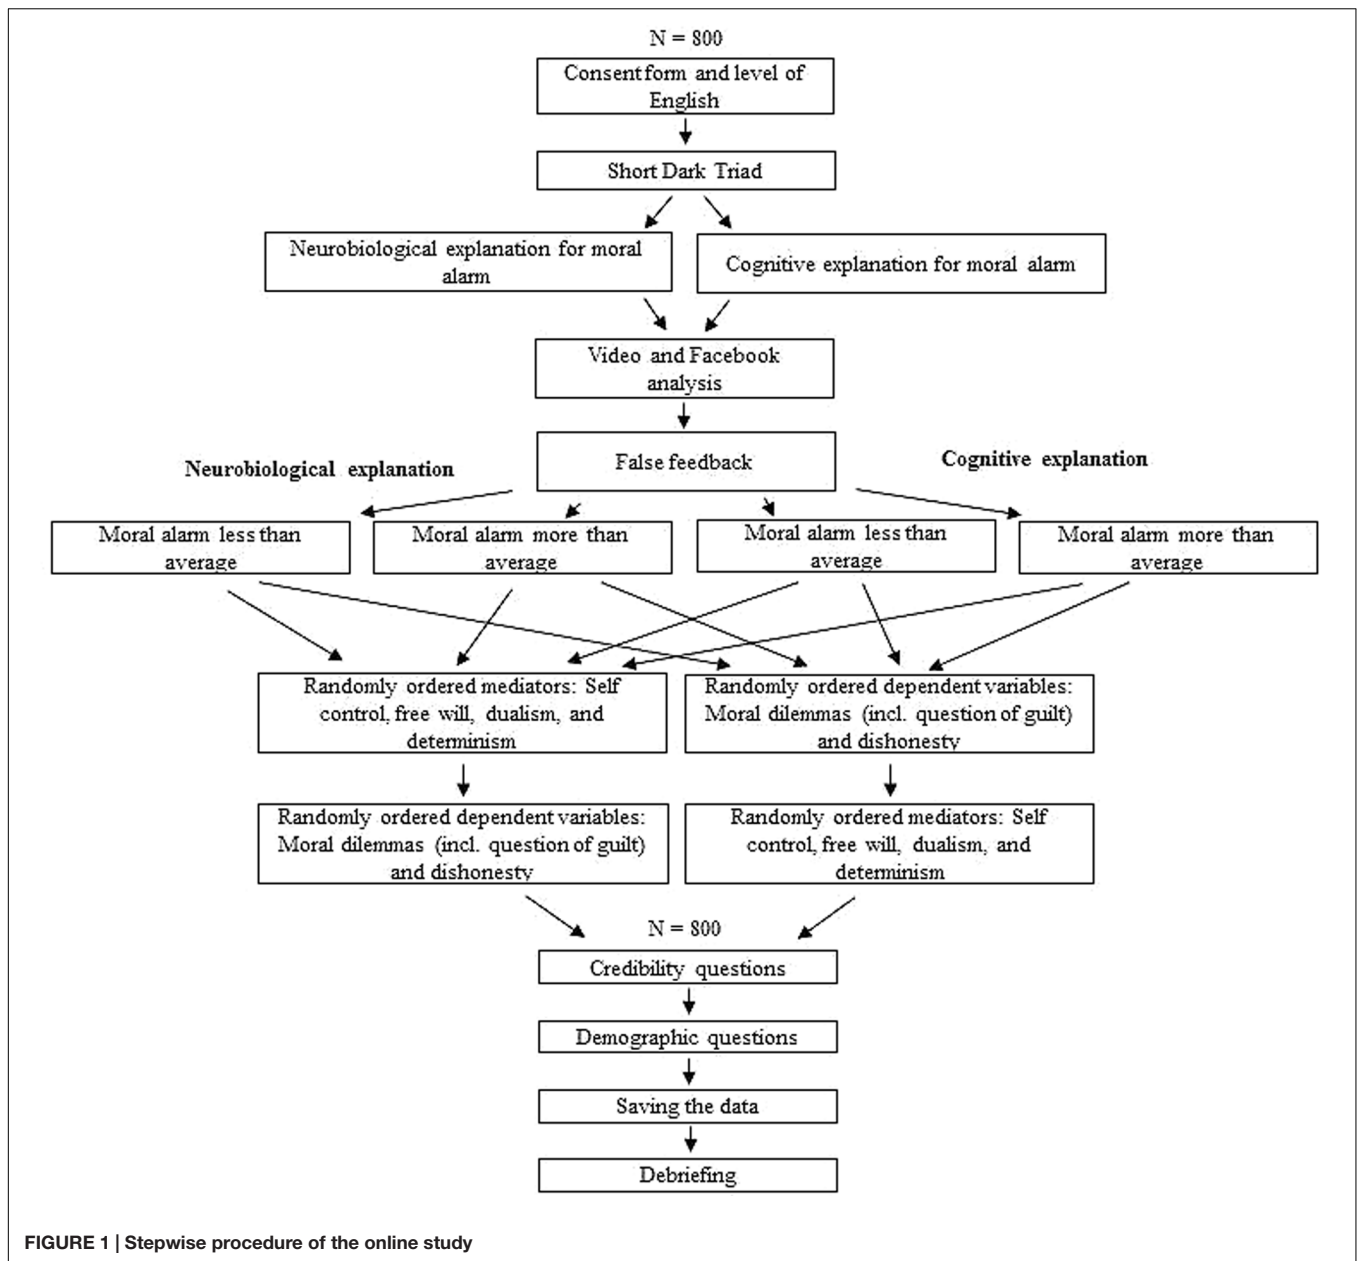 N = 800
Consent form and level of
English
Short Dark Triad
Neurobiological explanation for moral
alarm
Cognitive explanation for moral alarm
Video and Facebook
analysis
False feedback
Neurobiological explanation
Cognitive explanation
Moral alarm less than
average
Moral alarm more than
average
Moral alarm less than
average
Moral alarm more than
average
Randomly ordered mediators: Self
control, free will, dualism, and
determinism
Randomly ordered dependent variables:
Moral dilemmas (incl. question of guilt)
and dishonesty
Randomly ordered dependent variables:
Moral dilemmas (incl. question of guilt)
and dishonesty
Randomly ordered mediators: Self
control, free will, dualism, and
determinism
N = 800
Credibility questions
Demographic questions
Saving the data
Debriefing
FIGURE 1 | Stepwise procedure of the online study